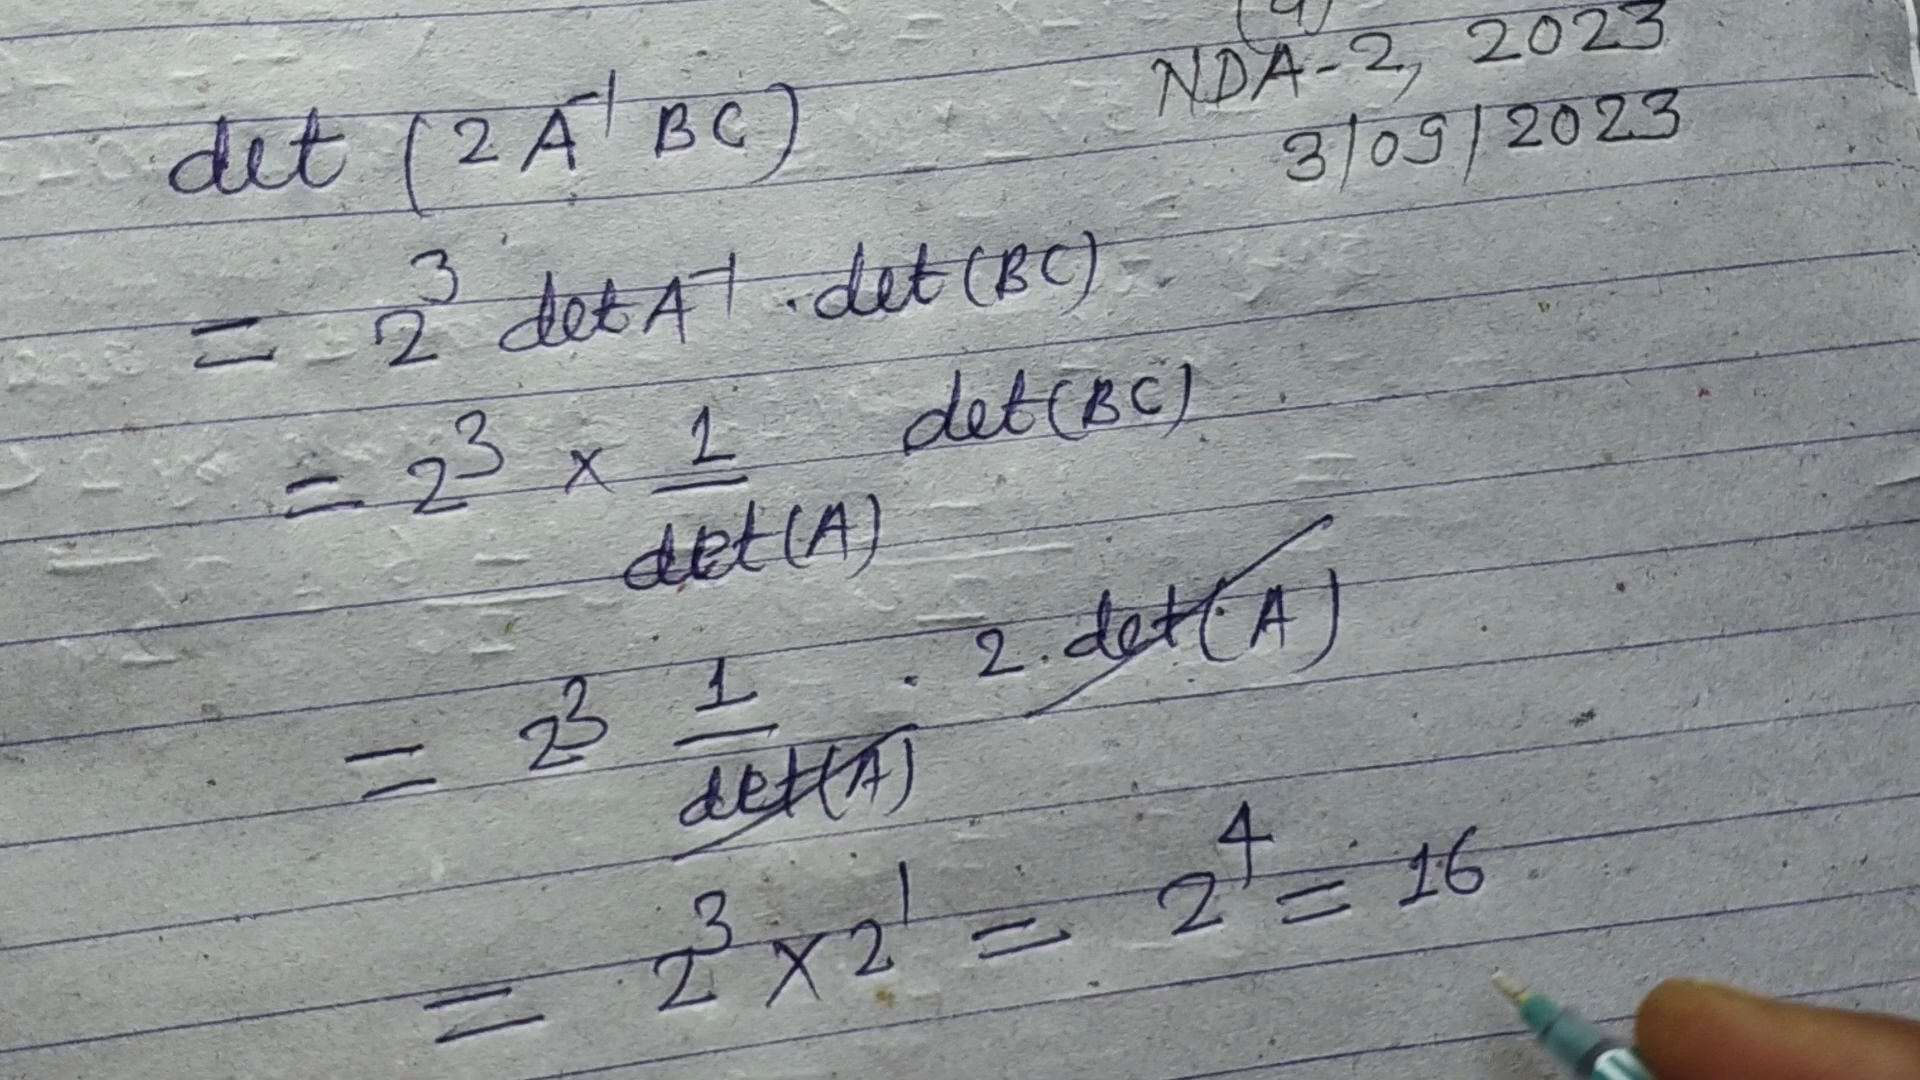 (9)
NDA-2, 2023
3/09/2023
det (2A⁻¹ BC)
= 2³ det A⁻¹ . det (BC)
= 2³ × 1/det(A) det(BC)
= 2³ 1/det(A) . 2. det(A)
= 2³ × 2¹ = 2⁴ = 16